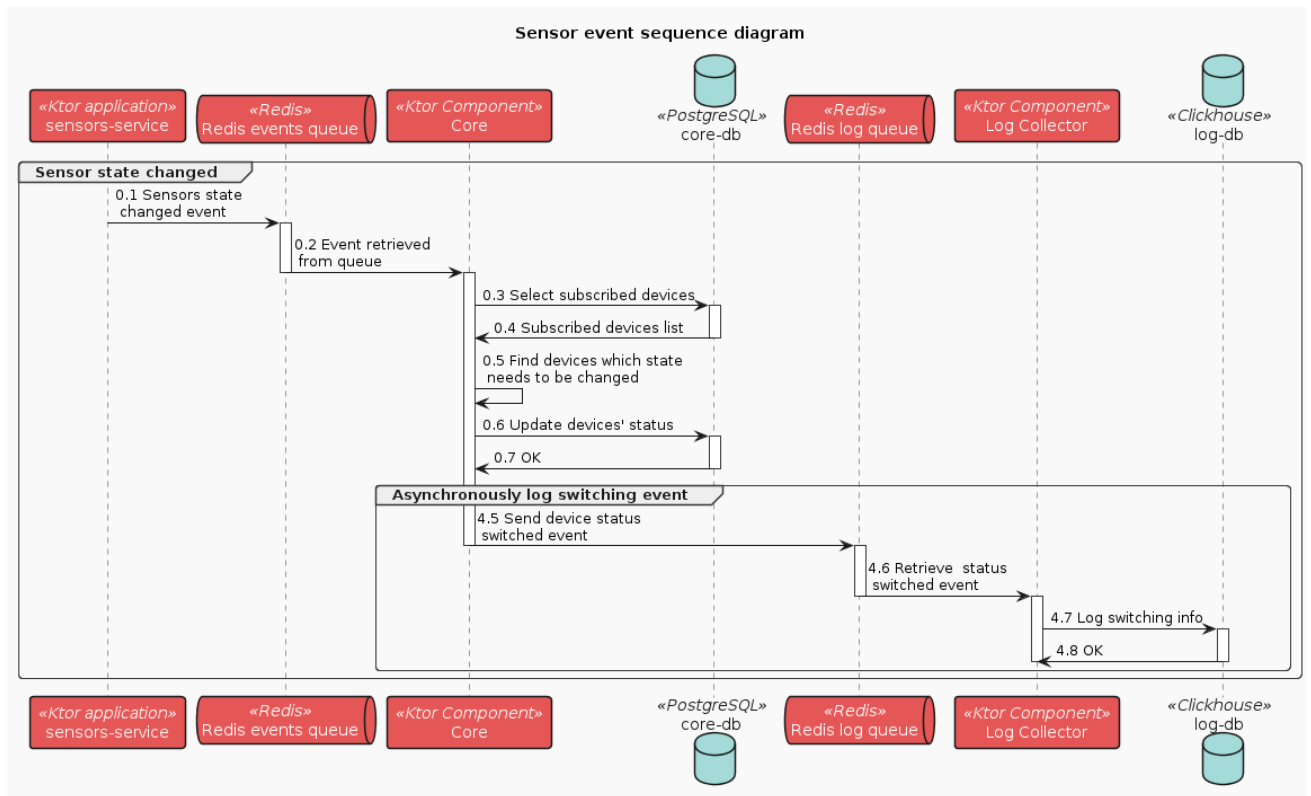 Sensor event sequence diagram
«Ktor application»
sensors-service
«Redis»
Redis events queue
«Ktor Component»
Core
«PostgreSQL»
core-db
«Redis»
Redis log queue
«Ktor Component»
Log Collector
«Clickhouse»
log-db
Sensor state changed
0.1 Sensors state
changed event
0.2 Event retrieved
from queue
0.3 Select subscribed devices
0.4 Subscribed devices list
0.5 Find devices which state
needs to be changed
0.6 Update devices' status
0.7 OK
Asynchronously log switching event
4.5 Send device status
switched event
4.6 Retrieve  status
switched event
4.7 Log switching info
4.8 OK
«Ktor application»
sensors-service
«Redis»
Redis events queue
«Ktor Component»
Core
«PostgreSQL»
core-db
«Redis»
Redis log queue
«Ktor Component»
Log Collector
«Clickhouse»
log-db